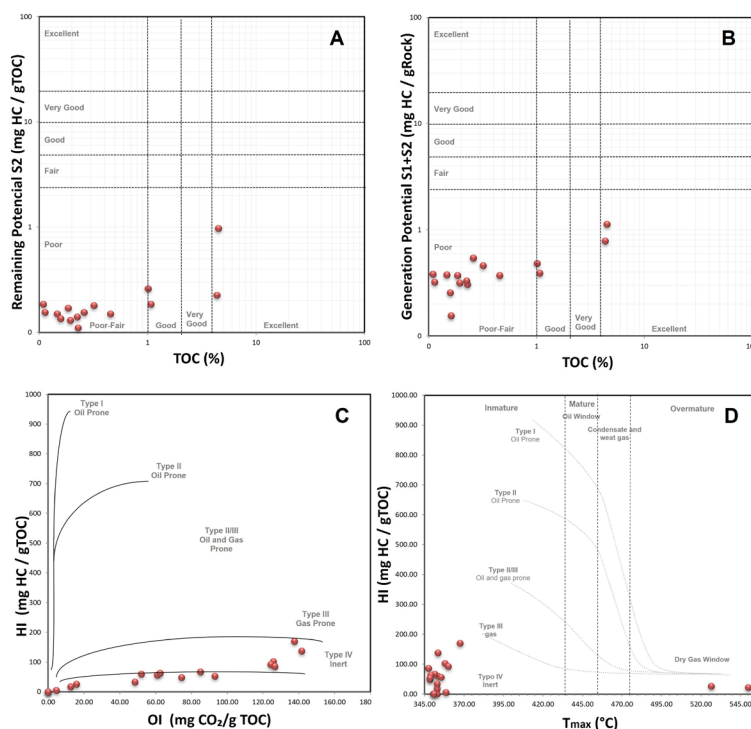 A
Remaining Potencial S2 (mg HC / gTOC)
100
10
1
0
Excellent
Very Good
Good
Fair
Poor
Poor-Fair
Good
Very
Good
Excellent
0
1
10
100
TOC (%)
B
Generation Potential S1+S2 (mg HC / gRock)
100
10
1
0
Excellent
Very Good
Good
Fair
Poor
Poor-Fair
Good
Very
Good
Excellent
0
1
10
100
TOC (%)
C
HI (mg HC / gTOC)
1000
900
800
700
600
500
400
300
200
100
0
Type I
Oil Prone
Type II
Oil Prone
Type II/III
Oil and Gas
Prone
Type III
Gas Prone
Type IV
Inert
0.00
20.00
40.00
60.00
80.00
100.00
120.00
140.00
160.00
180
OI (mg CO₂/g TOC)
D
HI (mg HC / gTOC)
1000.00
900.00
800.00
700.00
600.00
500.00
400.00
300.00
200.00
100.00
0.00
Inmature
Mature
Oil Window
Condensate and
weat gas
Overmature
Type I
Oil Prone
Type II
Oil Prone
Type II/III
Oil and gas prone
Type III
gas
Typo IV
Inert
Dry Gas Window
345.00
370.00
420.00
470.00
495.00
520.00
545.00
Tmax (°C)